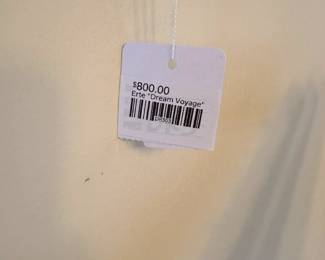 $800.00
Erte "Dream Voyage"